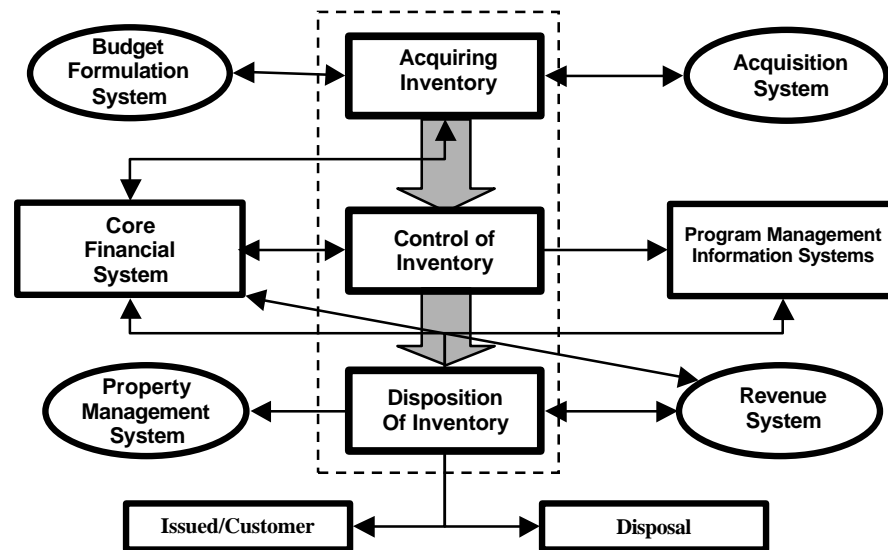 Budget
Formulation
System
Acquiring
Inventory
Acquisition
System
Core
Financial
System
Control of
Inventory
Program Management
Information Systems
Property
Management
System
Disposition
Of Inventory
Revenue
System
Issued/Customer
Disposal